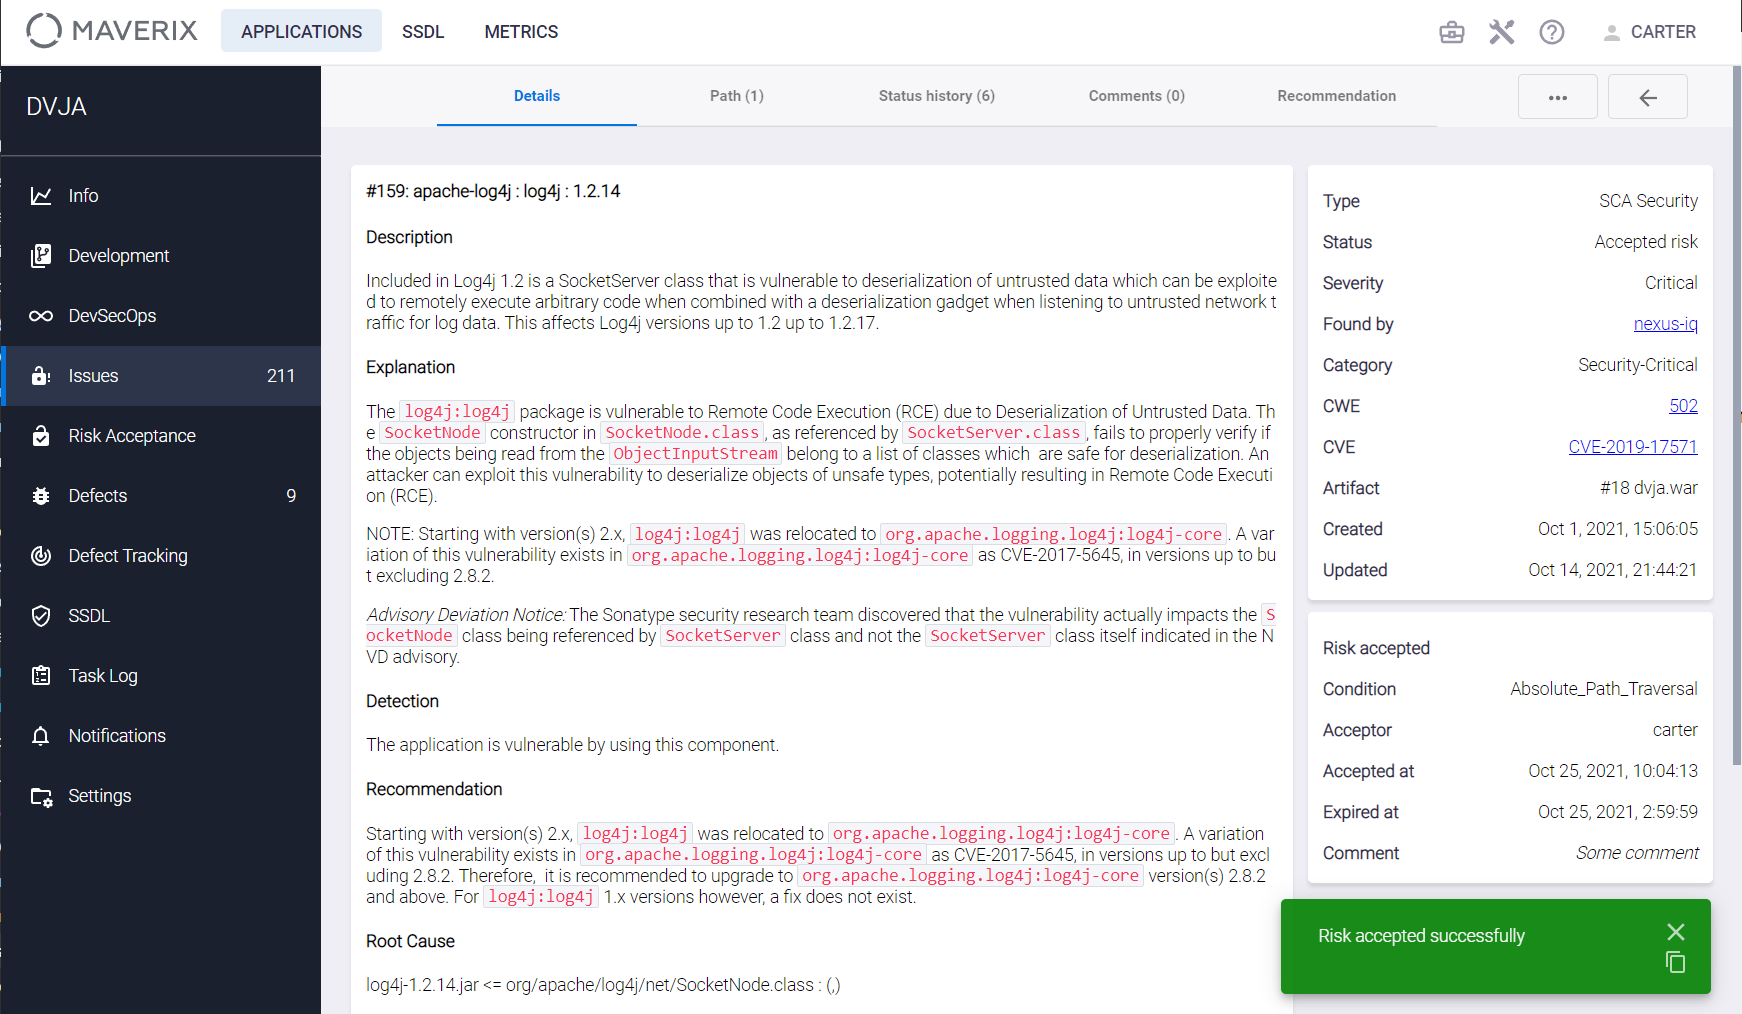 MAVERIX
APPLICATIONS
SSDL
METRICS
CARTER
DVJA
Info
Development
DevSecOps
Issues 211
Risk Acceptance
Defects 9
Defect Tracking
SSDL
Task Log
Notifications
Settings
Details
Path (1)
Status history (6)
Comments (0)
Recommendation
#159: apache-log4j : log4j : 1.2.14
Description
Included in Log4j 1.2 is a SocketServer class that is vulnerable to deserialization of untrusted data which can be exploite
d to remotely execute arbitrary code when combined with a deserialization gadget when listening to untrusted network t
raffic for log data. This affects Log4j versions up to 1.2 up to 1.2.17.
Explanation
The log4j:log4j package is vulnerable to Remote Code Execution (RCE) due to Deserialization of Untrusted Data. Th
e SocketNode constructor in SocketNode.class, as referenced by SocketServer.class, fails to properly verify if
the objects being read from the ObjectInputStream belong to a list of classes which are safe for deserialization. An
attacker can exploit this vulnerability to deserialize objects of unsafe types, potentially resulting in Remote Code Executi
on (RCE).
NOTE: Starting with version(s) 2.x, log4j:log4j was relocated to org.apache.logging.log4j:log4j-core. A var
iation of this vulnerability exists in org.apache.logging.log4j:log4j-core as CVE-2017-5645, in versions up to bu
t excluding 2.8.2.
Advisory Deviation Notice: The Sonatype security research team discovered that the vulnerability actually impacts the S
ocketNode class being referenced by SocketServer class and not the SocketServer class itself indicated in the N
VD advisory.
Detection
The application is vulnerable by using this component.
Recommendation
Starting with version(s) 2.x, log4j:log4j was relocated to org.apache.logging.log4j:log4j-core. A variation
of this vulnerability exists in org.apache.logging.log4j:log4j-core as CVE-2017-5645, in versions up to but excl
uding 2.8.2. Therefore, it is recommended to upgrade to org.apache.logging.log4j:log4j-core version(s) 2.8.2
and above. For log4j:log4j 1.x versions however, a fix does not exist.
Root Cause
log4j-1.2.14.jar <= org/apache/log4j/net/SocketNode.class : (,)
Type SCA Security
Status Accepted risk
Severity Critical
Found by nexus-iq
Category Security-Critical
CWE 502
CVE CVE-2019-17571
Artifact #18 dvja.war
Created Oct 1, 2021, 15:06:05
Updated Oct 14, 2021, 21:44:21
Risk accepted
Condition Absolute_Path_Traversal
Acceptor carter
Accepted at Oct 25, 2021, 10:04:13
Expired at Oct 25, 2021, 2:59:59
Comment Some comment
Risk accepted successfully